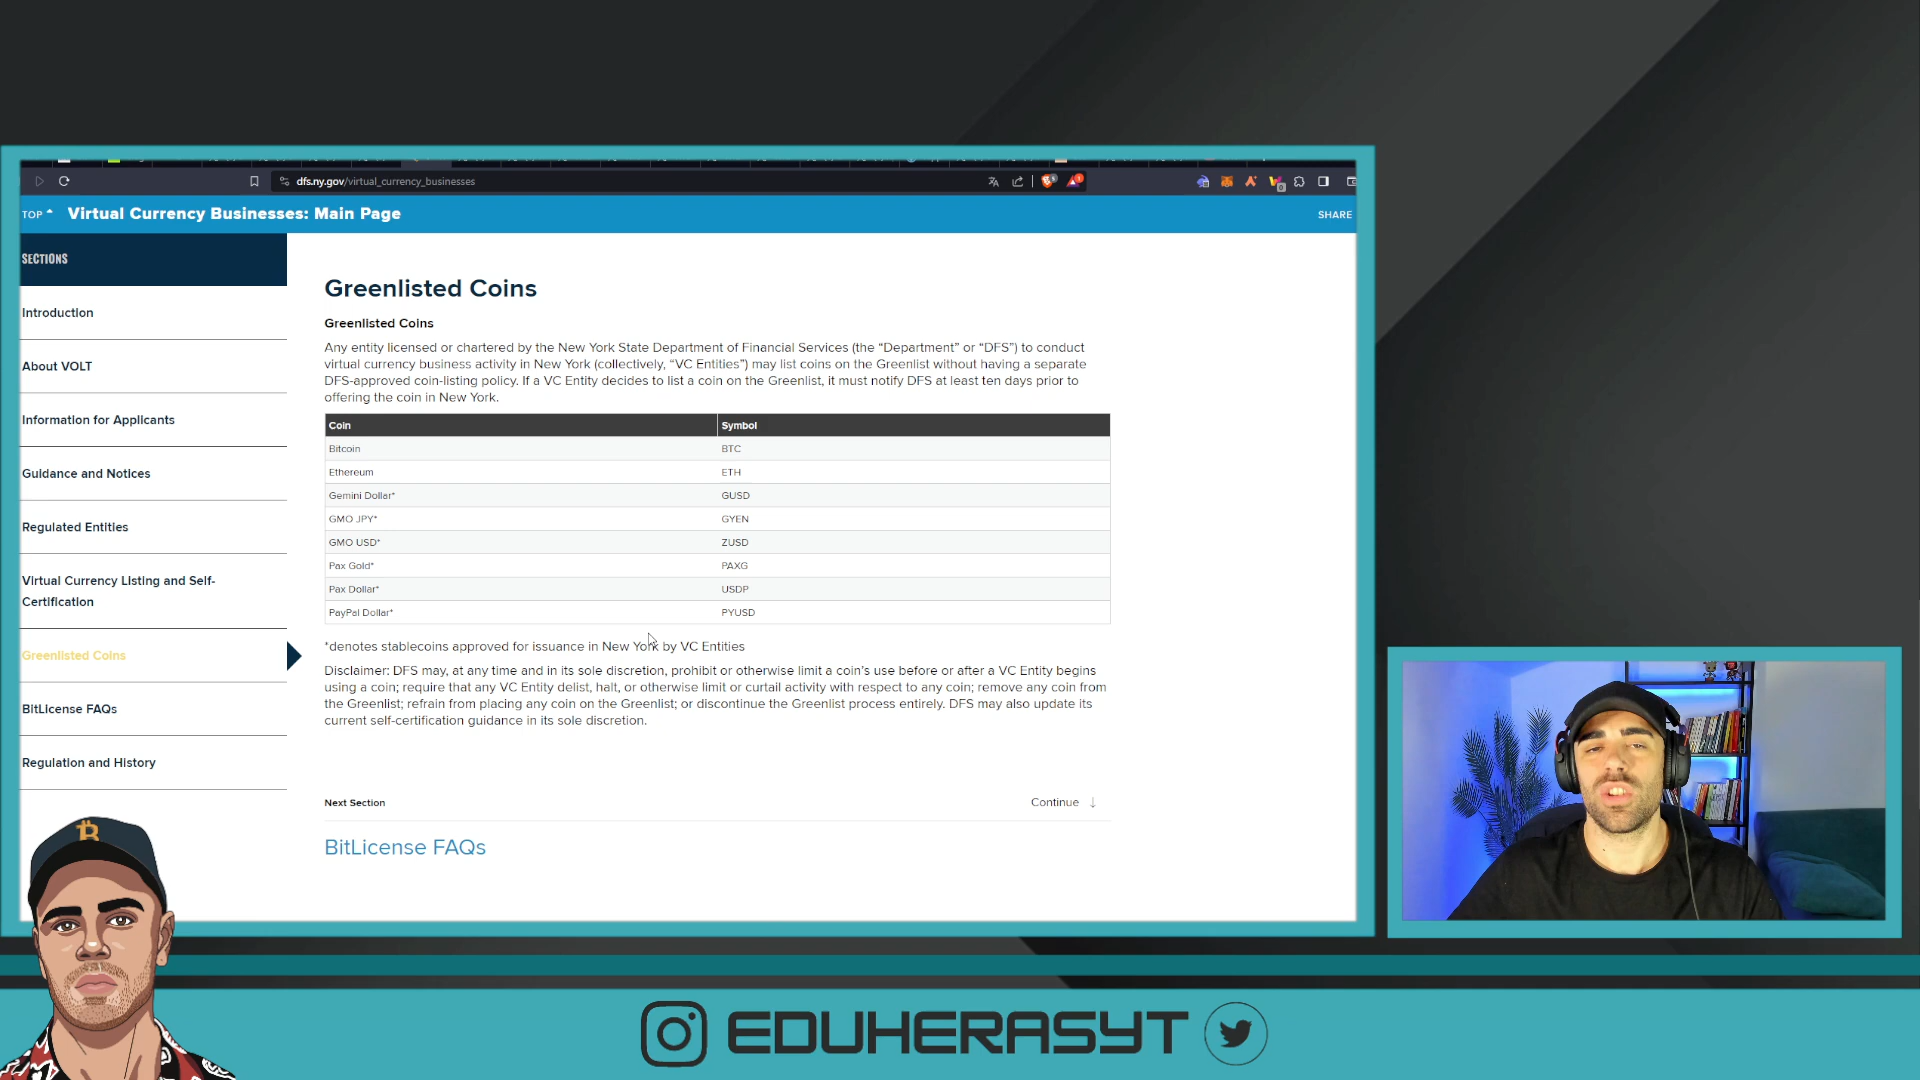 dfs.ny.gov/virtual_currency_businesses
TOP Virtual Currency Businesses: Main Page SHARE
SECTIONS
Introduction
About VOLT
Information for Applicants
Guidance and Notices
Regulated Entities
Virtual Currency Listing and Self-
Certification
Greenlisted Coins
BitLicense FAQs
Regulation and History
Greenlisted Coins
Greenlisted Coins
Any entity licensed or chartered by the New York State Department of Financial Services (the “Department” or “DFS”) to conduct
virtual currency business activity in New York (collectively, “VC Entities”) may list coins on the Greenlist without having a separate
DFS-approved coin-listing policy. If a VC Entity decides to list a coin on the Greenlist, it must notify DFS at least ten days prior to
offering the coin in New York.
Coin Symbol
Bitcoin BTC
Ethereum ETH
Gemini Dollar* GUSD
GMO JPY* GYEN
GMO USD* ZUSD
Pax Gold* PAXG
Pax Dollar* USDP
PayPal Dollar* PYUSD
*denotes stablecoins approved for issuance in New York by VC Entities
Disclaimer: DFS may, at any time and in its sole discretion, prohibit or otherwise limit a coin’s use before or after a VC Entity begins
using a coin; require that any VC Entity delist, halt, or otherwise limit or curtail activity with respect to any coin; remove any coin from
the Greenlist; refrain from placing any coin on the Greenlist; or discontinue the Greenlist process entirely. DFS may also update its
current self-certification guidance in its sole discretion.
Next Section Continue ↓
BitLicense FAQs
EDUHERASYT